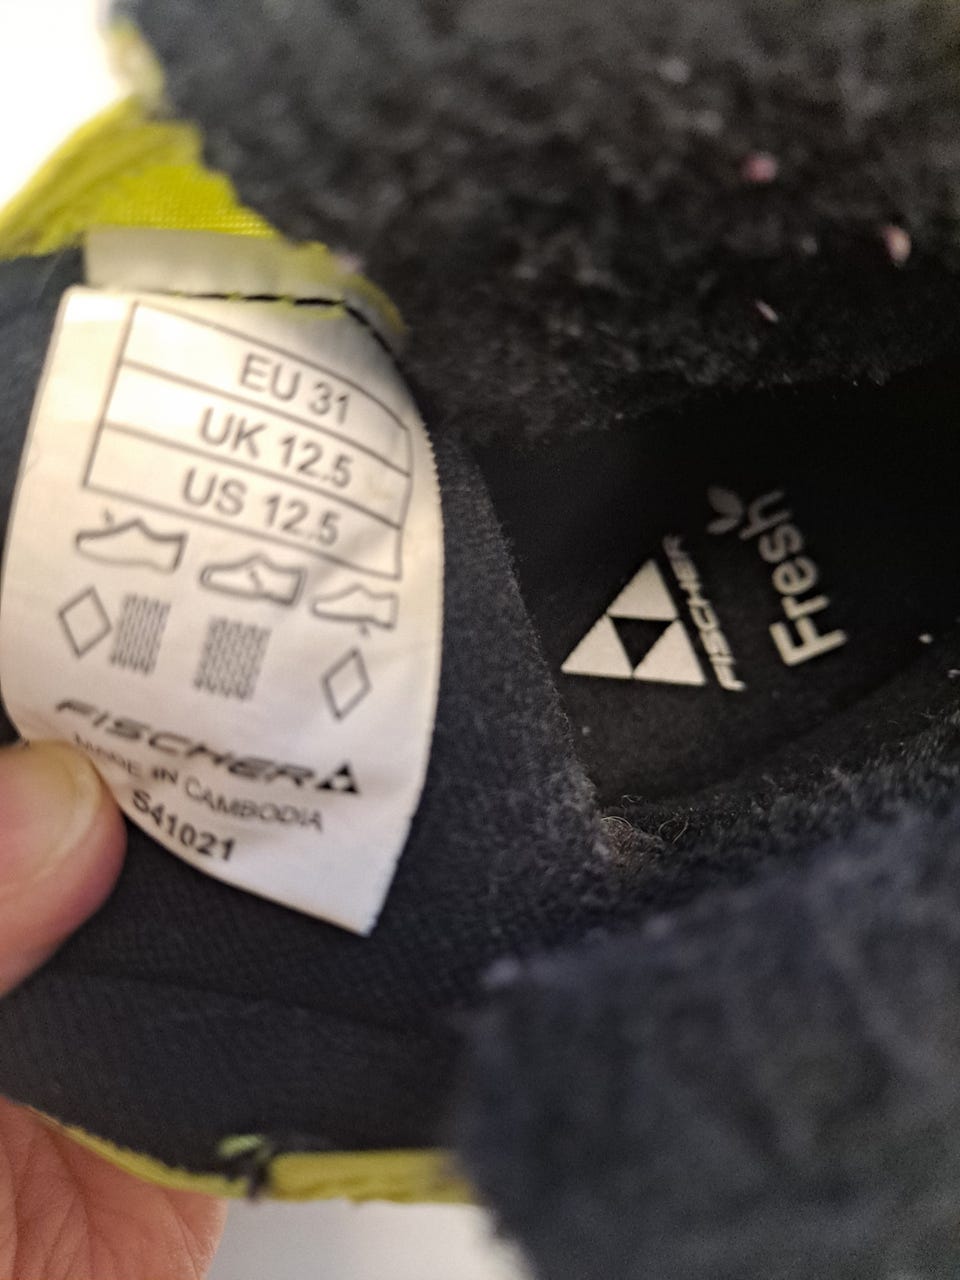 EU 31
UK 12.5
US 12.5
FISCHER
MADE IN CAMBODIA
S41021
FISCHER
Fresh